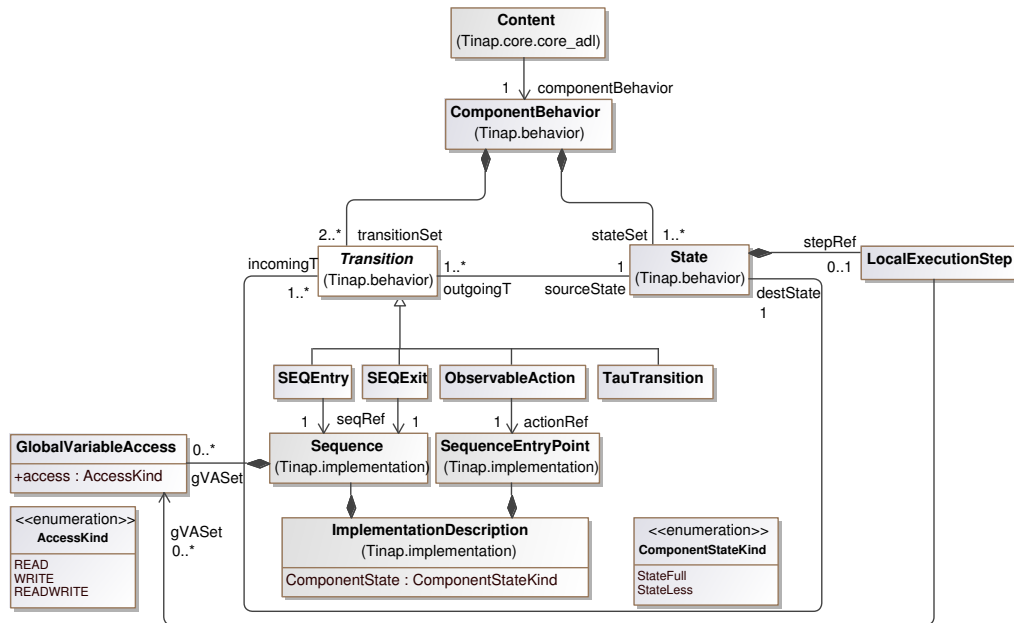 Content
(Tinap.core.core_adl)
1 componentBehavior
ComponentBehavior
(Tinap.behavior)
2..* transitionSet
stateSet 1..*
Transition
(Tinap.behavior)
State
(Tinap.behavior)
stepRef
0..1
LocalExecutionStep
incomingT
1..*
1..*
outgoingT
1
sourceState
destState
1
SEQEntry
SEQExit
ObservableAction
TauTransition
1 seqRef 1
1 actionRef
GlobalVariableAccess
+access : AccessKind
0..*
gVASet
Sequence
(Tinap.implementation)
SequenceEntryPoint
(Tinap.implementation)
<<enumeration>>
AccessKind
READ
WRITE
READWRITE
gVASet
0..*
ImplementationDescription
(Tinap.implementation)
ComponentState : ComponentStateKind
<<enumeration>>
ComponentStateKind
StateFull
StateLess